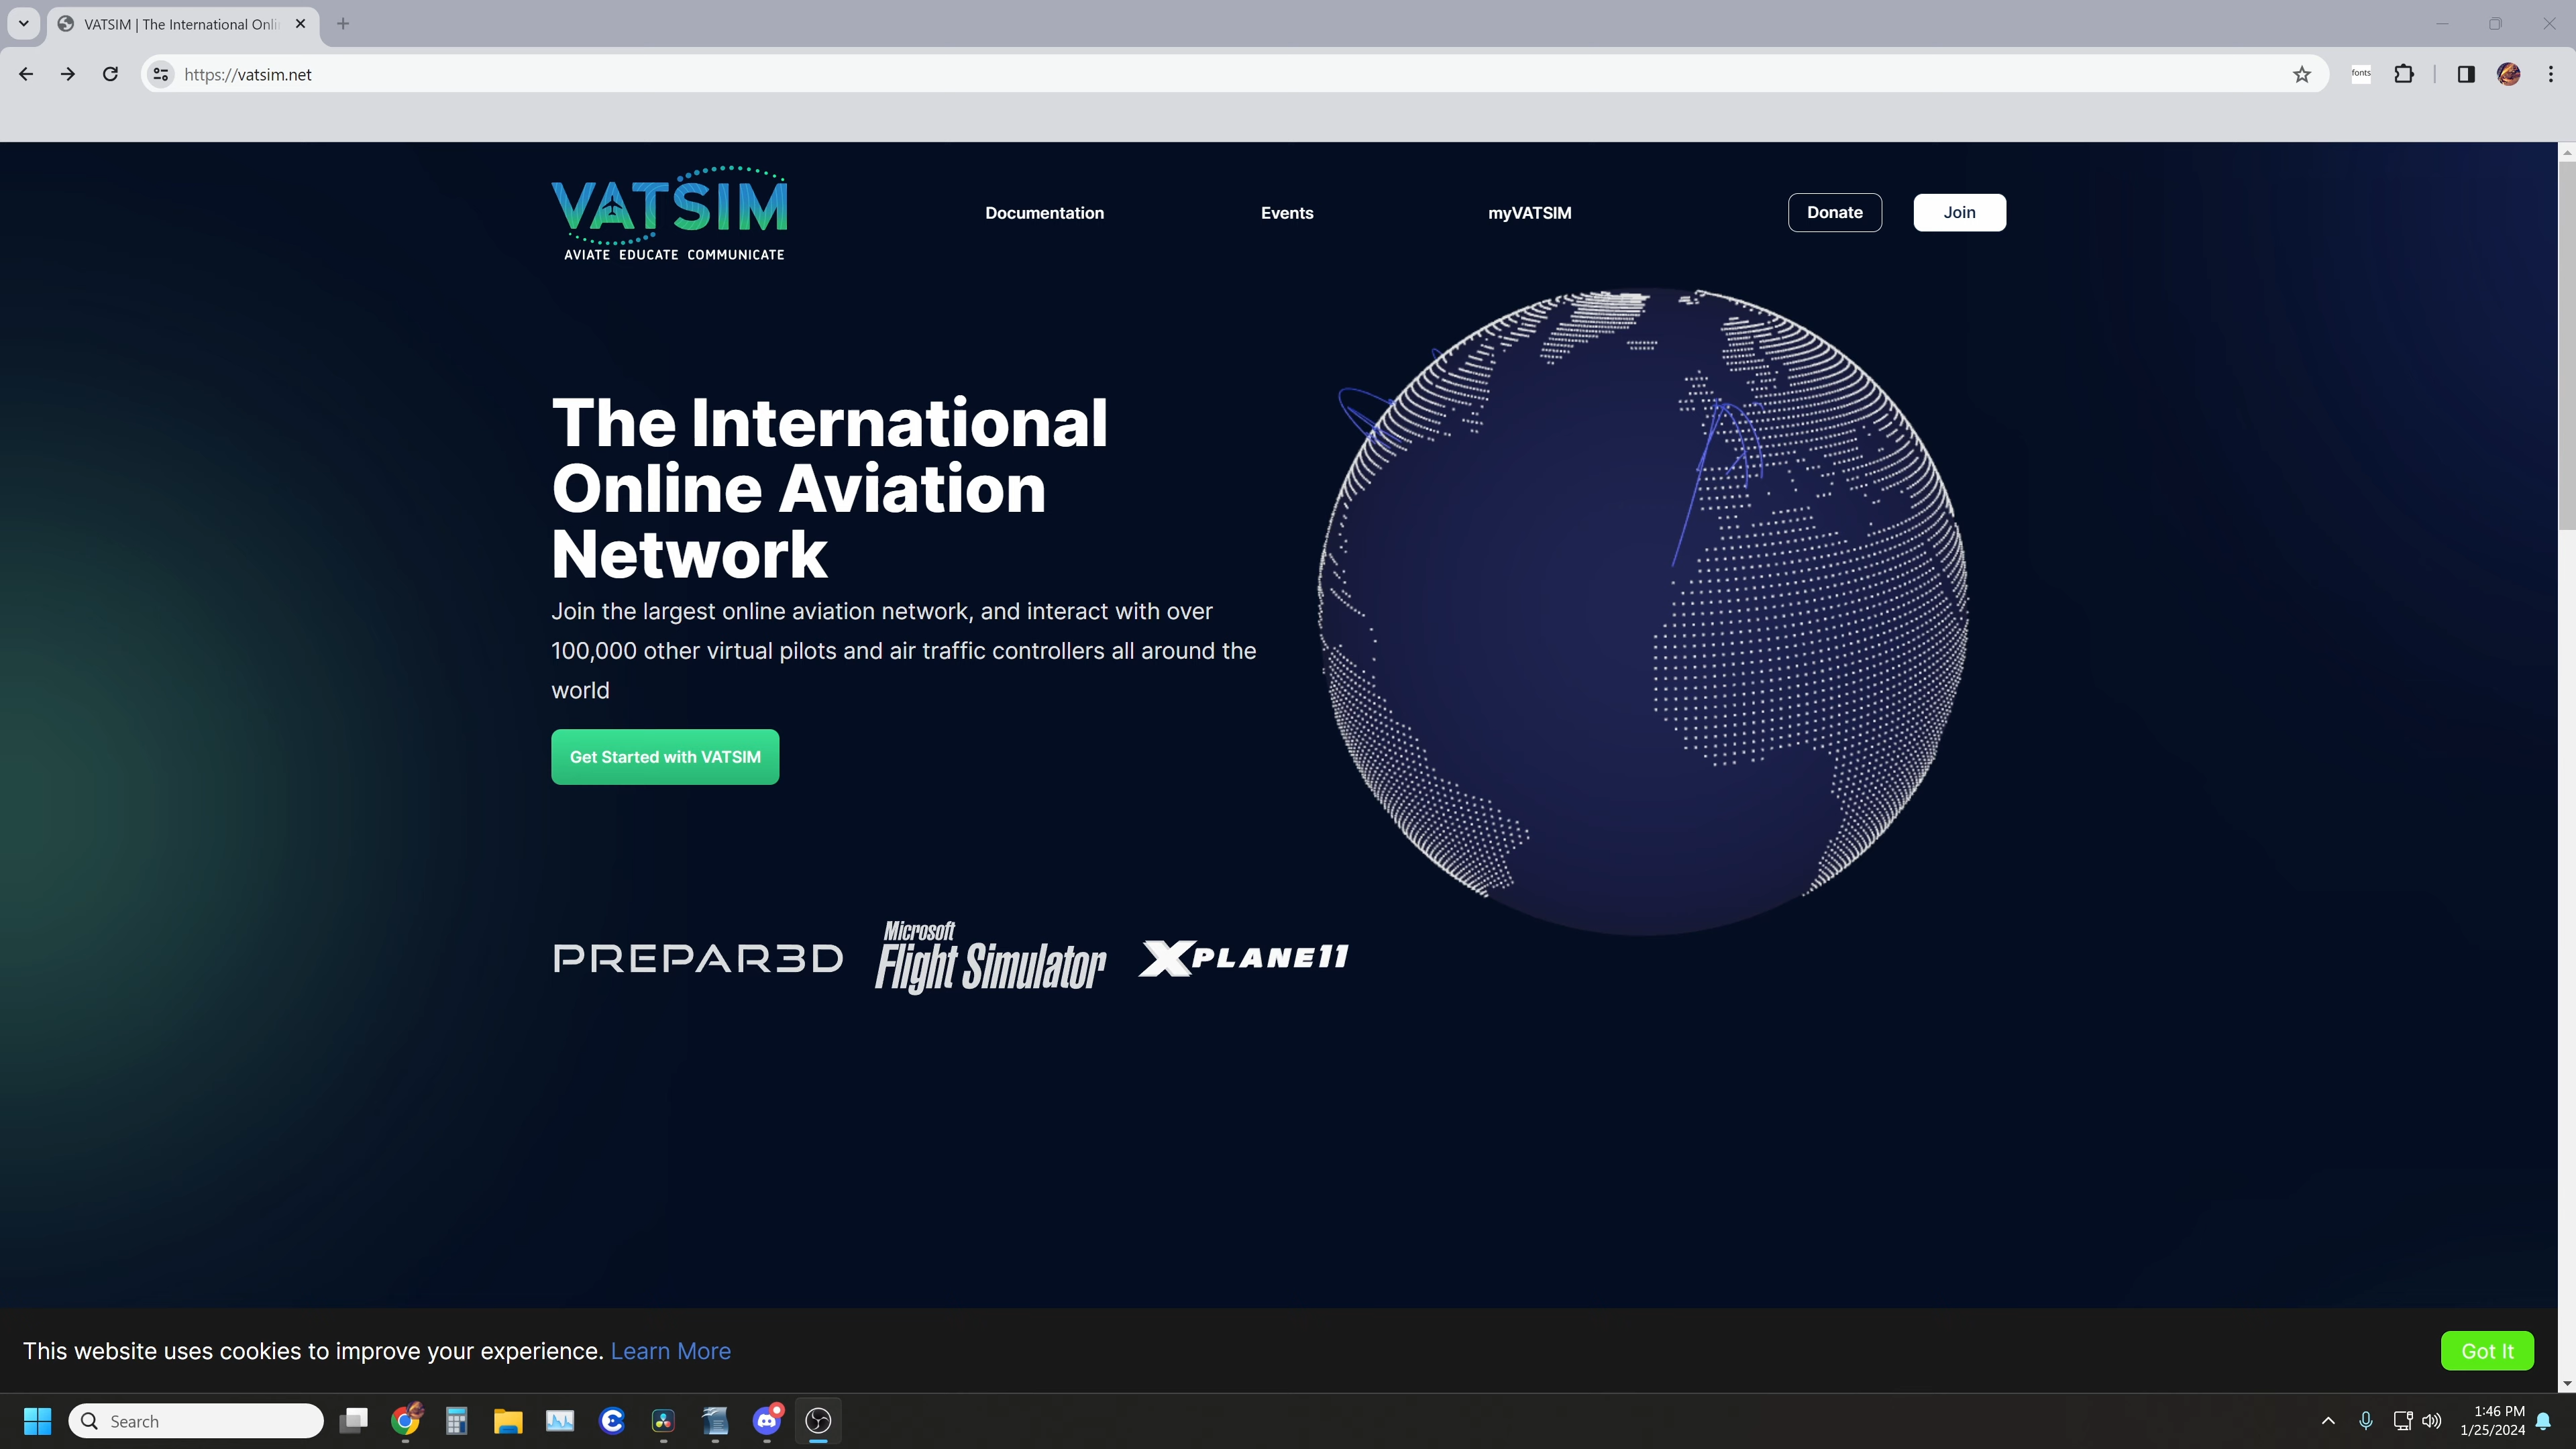 VATSIM | The International Onli
https://vatsim.net
fonts
VATSIM
AVIATE EDUCATE COMMUNICATE
Documentation
Events
myVATSIM
Donate
Join
The International
Online Aviation
Network
Join the largest online aviation network, and interact with over
100,000 other virtual pilots and air traffic controllers all around the
world
Get Started with VATSIM
PREPAR3D
Microsoft
Flight Simulator
XPLANE11
This website uses cookies to improve your experience. Learn More
Got It
Search
1:46 PM
1/25/2024